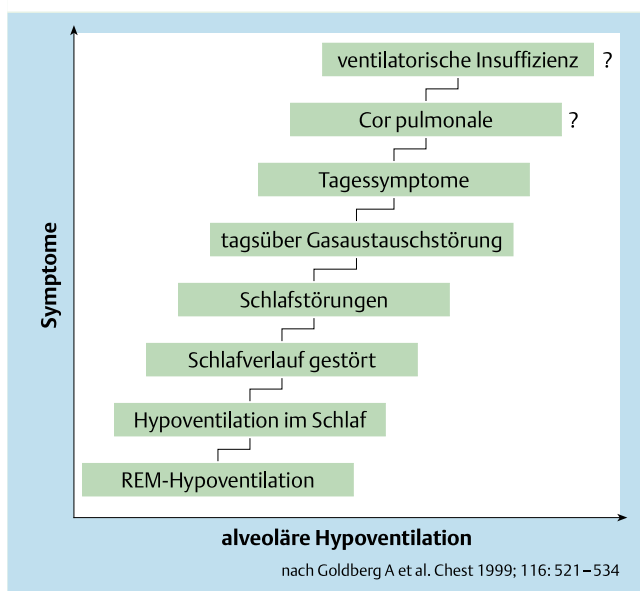 ventilatorische Insuffizienz ?
Cor pulmonale ?
Tagessymptome
tagsüber Gasaustauschstörung
Schlafstörungen
Schlafverlauf gestört
Hypoventilation im Schlaf
REM-Hypoventilation
Symptome
alveoläre Hypoventilation
nach Goldberg A et al. Chest 1999; 116: 521–534